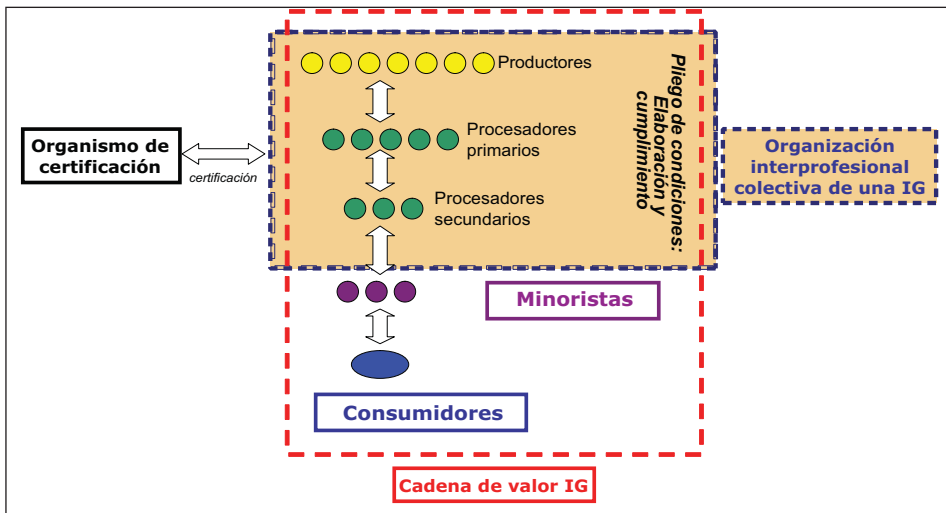 Productores
Procesadores
primarios
Procesadores
secundarios
Pliego de condiciones:
Elaboración y
cumplimiento
Organismo de
certificación
certificación
Organización
interprofesional
colectiva de una IG
Minoristas
Consumidores
Cadena de valor IG